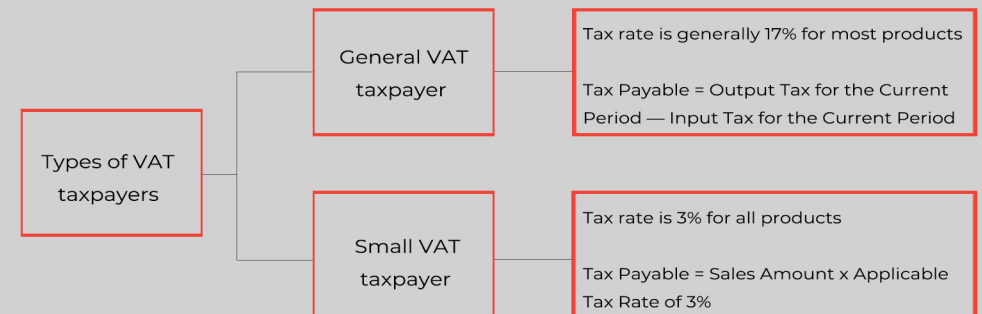 Types of VAT
taxpayers
General VAT
taxpayer
Tax rate is generally 17% for most products
Tax Payable = Output Tax for the Current
Period — Input Tax for the Current Period
Small VAT
taxpayer
Tax rate is 3% for all products
Tax Payable = Sales Amount x Applicable
Tax Rate of 3%